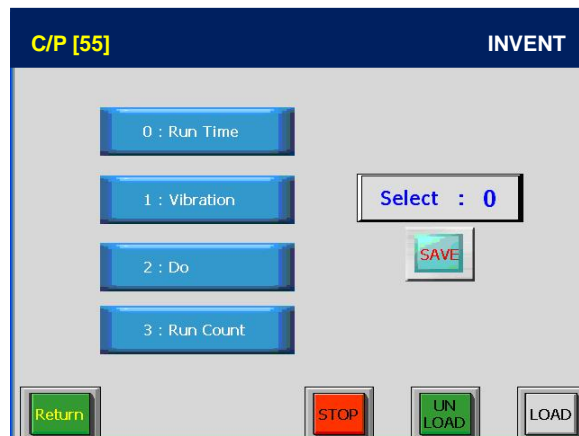 C/P [55] INVENT
0 : Run Time
1 : Vibration
Select : 0
SAVE
2 : Do
3 : Run Count
Return
STOP
UN
LOAD
LOAD